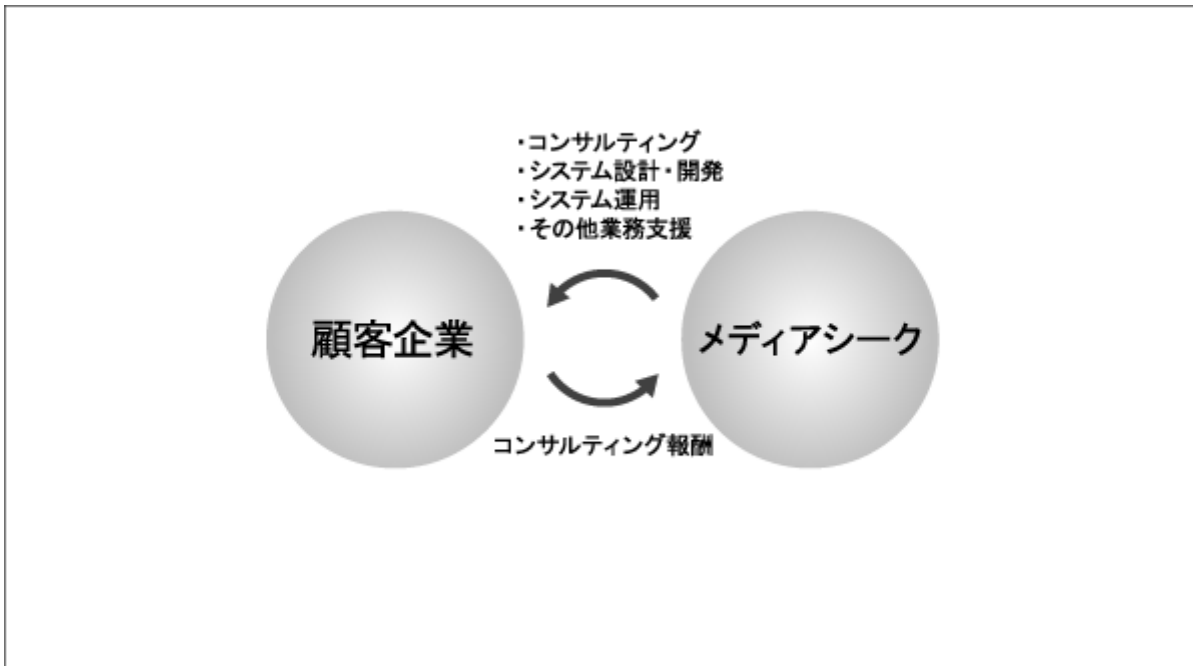 ・コンサルティング
・システム設計・開発
・システム運用
・その他業務支援
顧客企業
メディアシーク
コンサルティング報酬